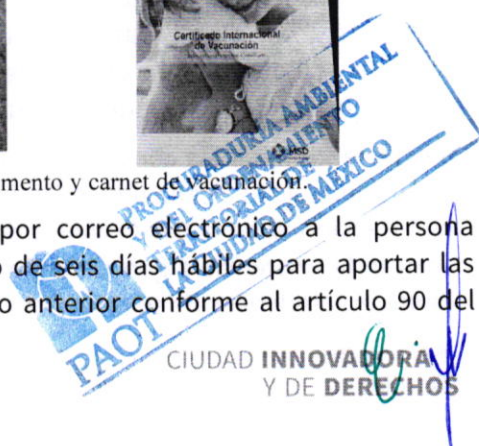 Certificado Internacional
de Vacunación
MSD
mento y carnet de vacunación.
PROCURADURÍA AMBIENTAL
Y DEL ORDENAMIENTO
TERRITORIAL DE
LA CIUDAD DE MÉXICO
PAOT
por correo electrónico a la persona
o de seis días hábiles para aportar las
o anterior conforme al artículo 90 del
CIUDAD INNOVADORA
Y DE DERECHOS